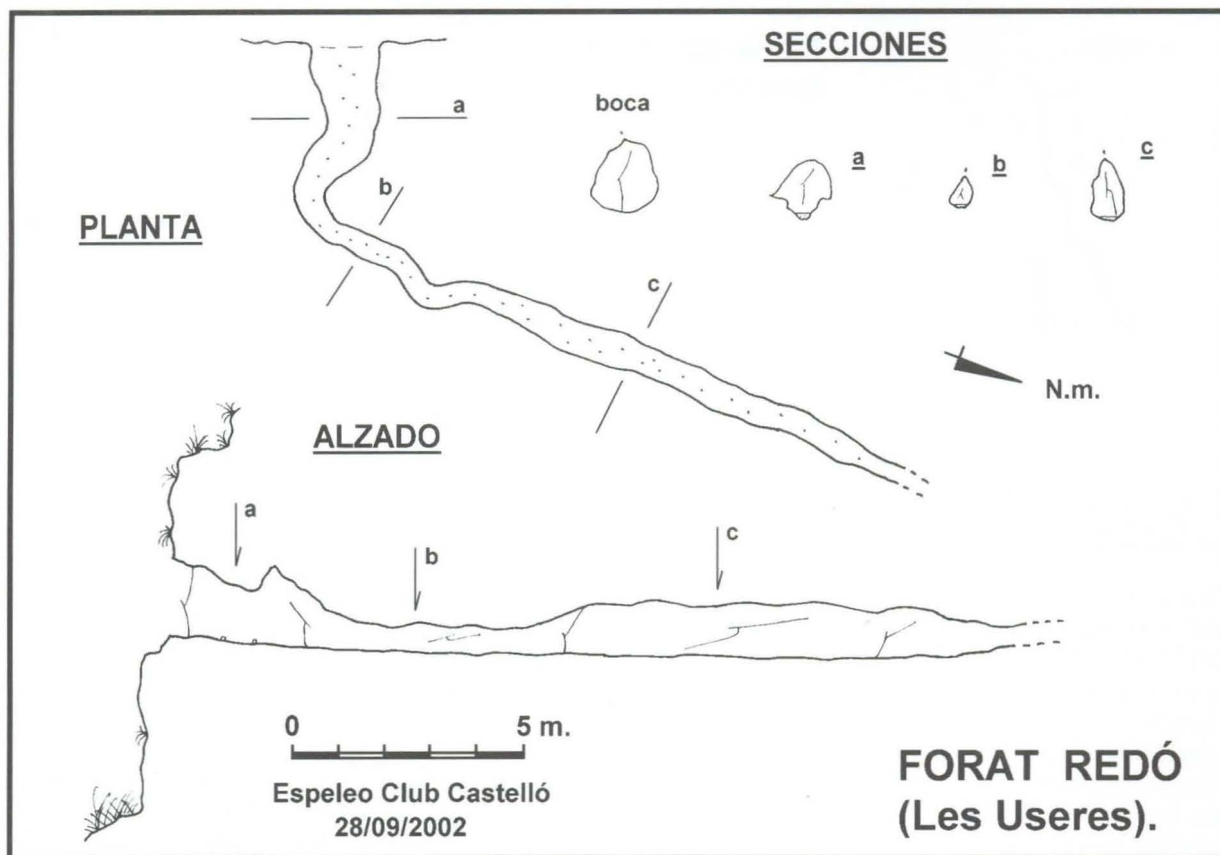 SECCIONES
boca
a
a
b
c
b
PLANTA
c
N.m.
ALZADO
a
b
c
0 5 m.
Espeleo Club Castelló
28/09/2002
FORAT REDÓ
(Les Useres).